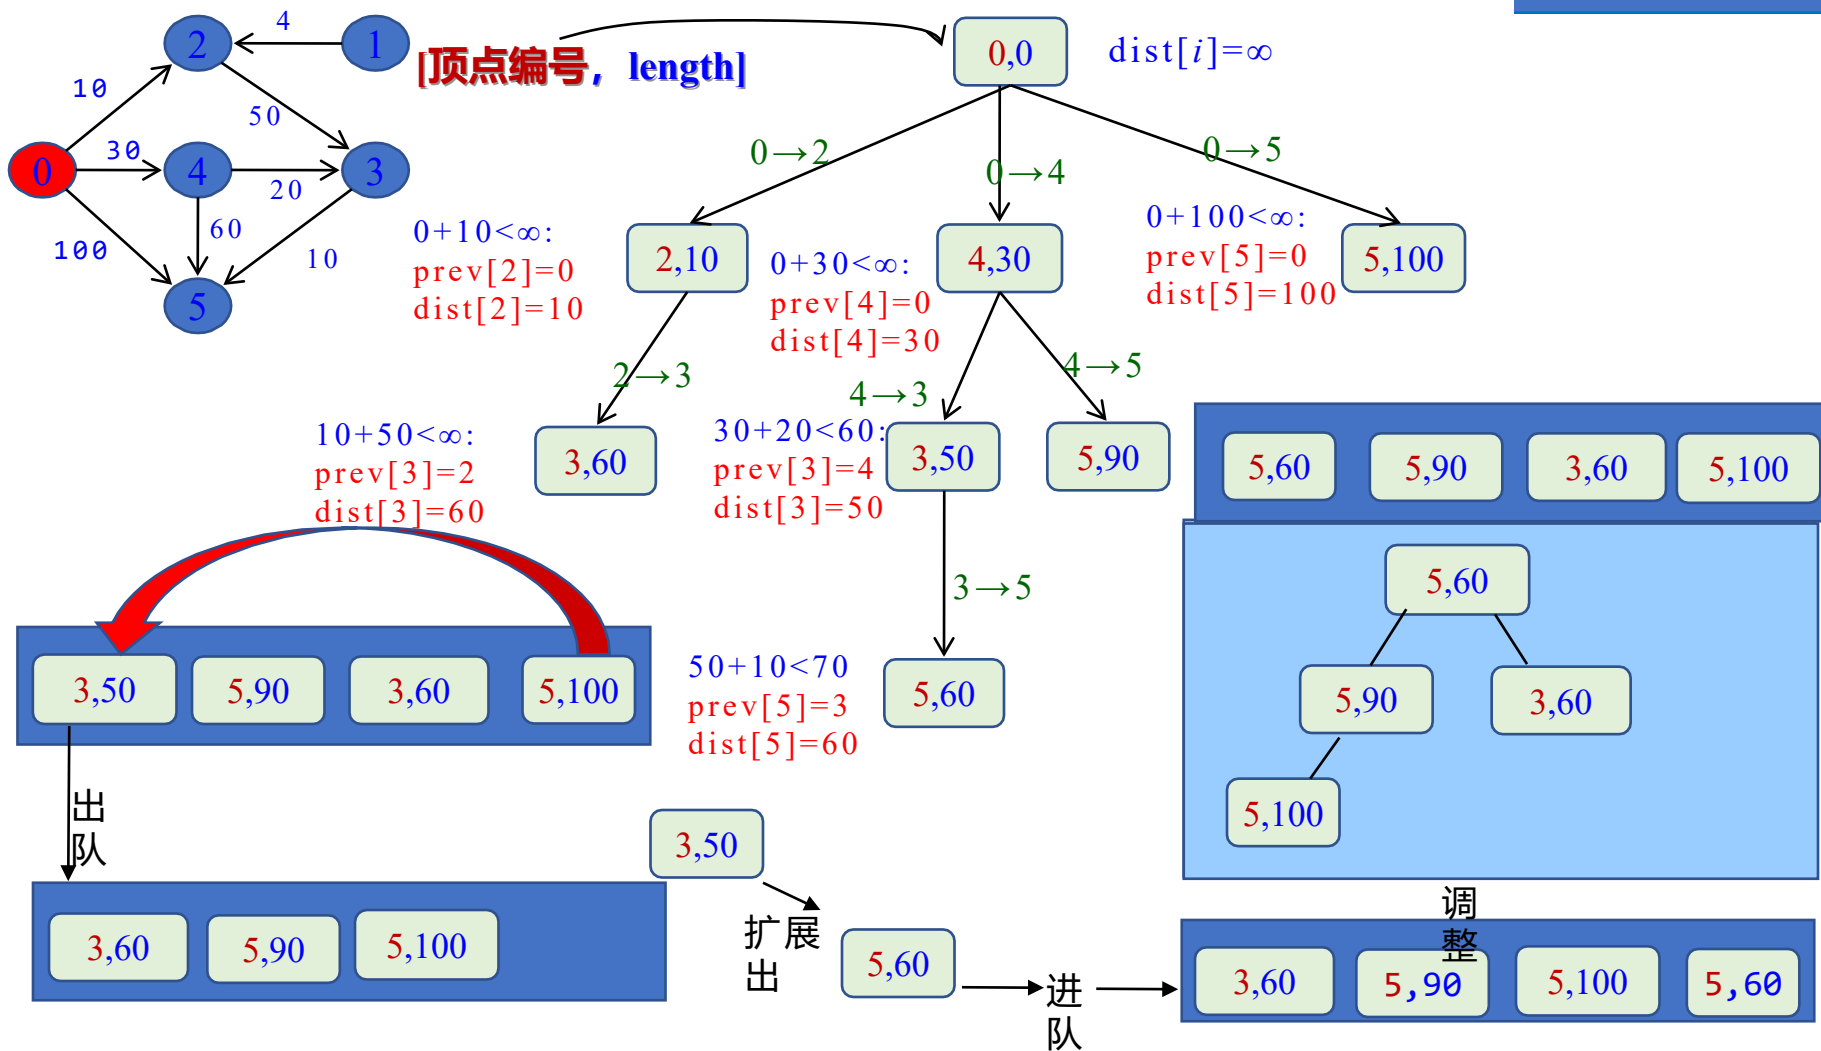 2
4
1
[顶点编号，length]
0,0
dist[i]=∞
10
50
0
30
4
20
3
100
60
10
5
0→2
0→4
0→5
0+10<∞:
prev[2]=0
dist[2]=10
2,10
0+30<∞:
prev[4]=0
dist[4]=30
4,30
0+100<∞:
prev[5]=0
dist[5]=100
5,100
2→3
4→3
4→5
10+50<∞:
prev[3]=2
dist[3]=60
3,60
30+20<60:
prev[3]=4
dist[3]=50
3,50
5,90
5,60
5,90
3,60
5,100
3→5
5,60
5,90
3,60
5,100
3,50
5,90
3,60
5,100
50+10<70
prev[5]=3
dist[5]=60
5,60
出
队
3,50
扩展
出
5,60
进
队
3,60
5,90
5,100
调
整
3,60
5,90
5,100
5,60